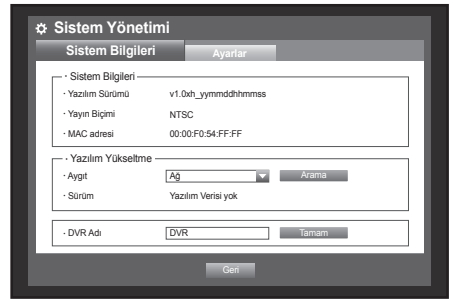 Sistem Yönetimi
Sistem Bilgileri Ayarlar
· Sistem Bilgileri
· Yazılım Sürümü v1.0xh_yymmddhhmmss
· Yayın Biçimi NTSC
· MAC adresi 00:00:F0:54:FF:FF
· Yazılım Yükseltme
· Aygıt Ağ Arama
· Sürüm Yazılım Verisi yok
· DVR Adı DVR Tamam
Geri